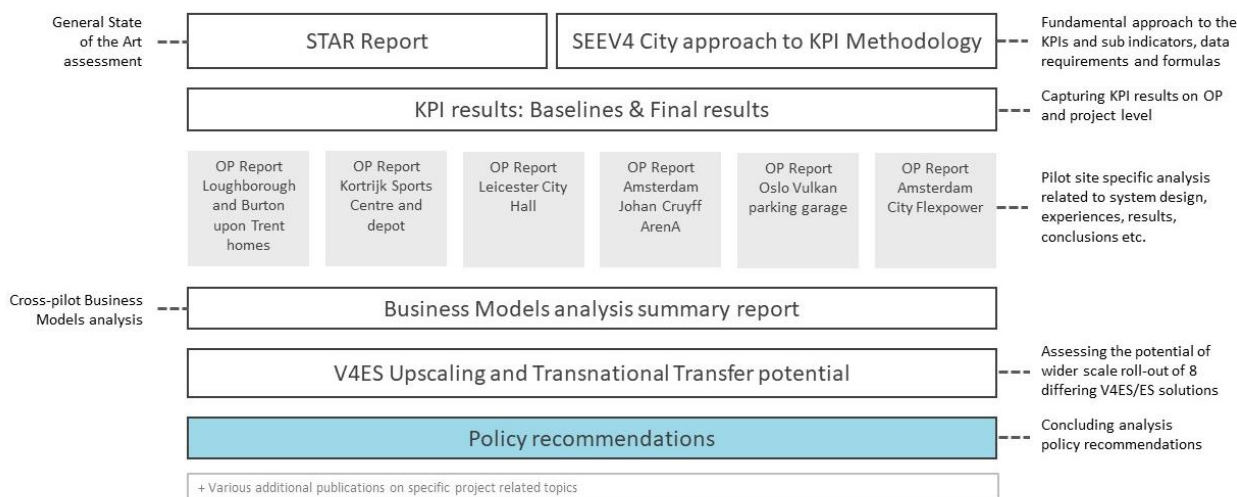 General State
of the Art
assessment
STAR Report
SEEV4 City approach to KPI Methodology
Fundamental approach to the
KPIs and sub indicators, data
requirements and formulas
KPI results: Baselines & Final results
Capturing KPI results on OP
and project level
OP Report
Loughborough
and Burton
upon Trent
homes
OP Report
Kortrijk Sports
Centre and
depot
OP Report
Leicester City
Hall
OP Report
Amsterdam
Johan Cruyff
ArenA
OP Report
Oslo Vulkan
parking garage
OP Report
Amsterdam
City Flexpower
Pilot site specific analysis
related to system design,
experiences, results,
conclusions etc.
Cross-pilot Business
Models analysis
Business Models analysis summary report
V4ES Upscaling and Transnational Transfer potential
Assessing the potential of
wider scale roll-out of 8
differing V4ES/ES solutions
Policy recommendations
Concluding analysis
policy recommendations
+ Various additional publications on specific project related topics